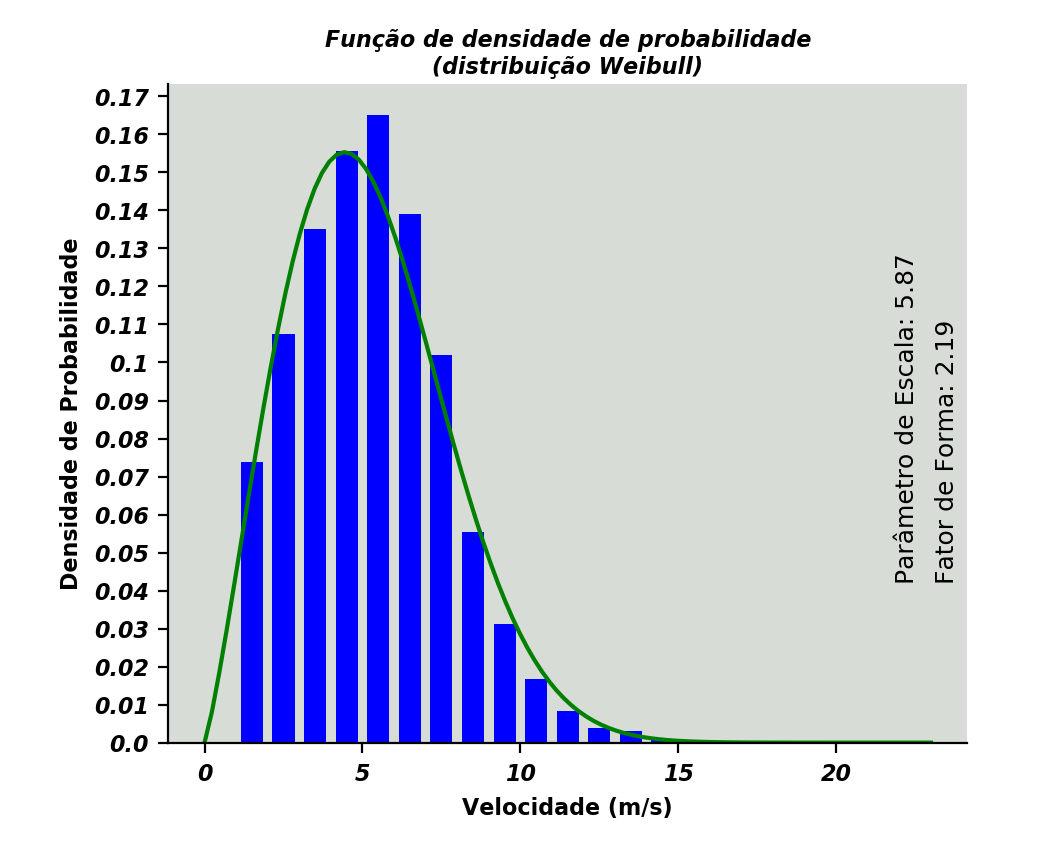 Função de densidade de probabilidade
(distribuição Weibull)
0.17
0.16
0.15
0.14
0.13
0.12
0.11
0.1
0.09
0.08
0.07
0.06
0.05
0.04
0.03
0.02
0.01
0.0
Densidade de Probabilidade
Parâmetro de Escala: 5.87
Fator de Forma: 2.19
0 5 10 15 20
Velocidade (m/s)